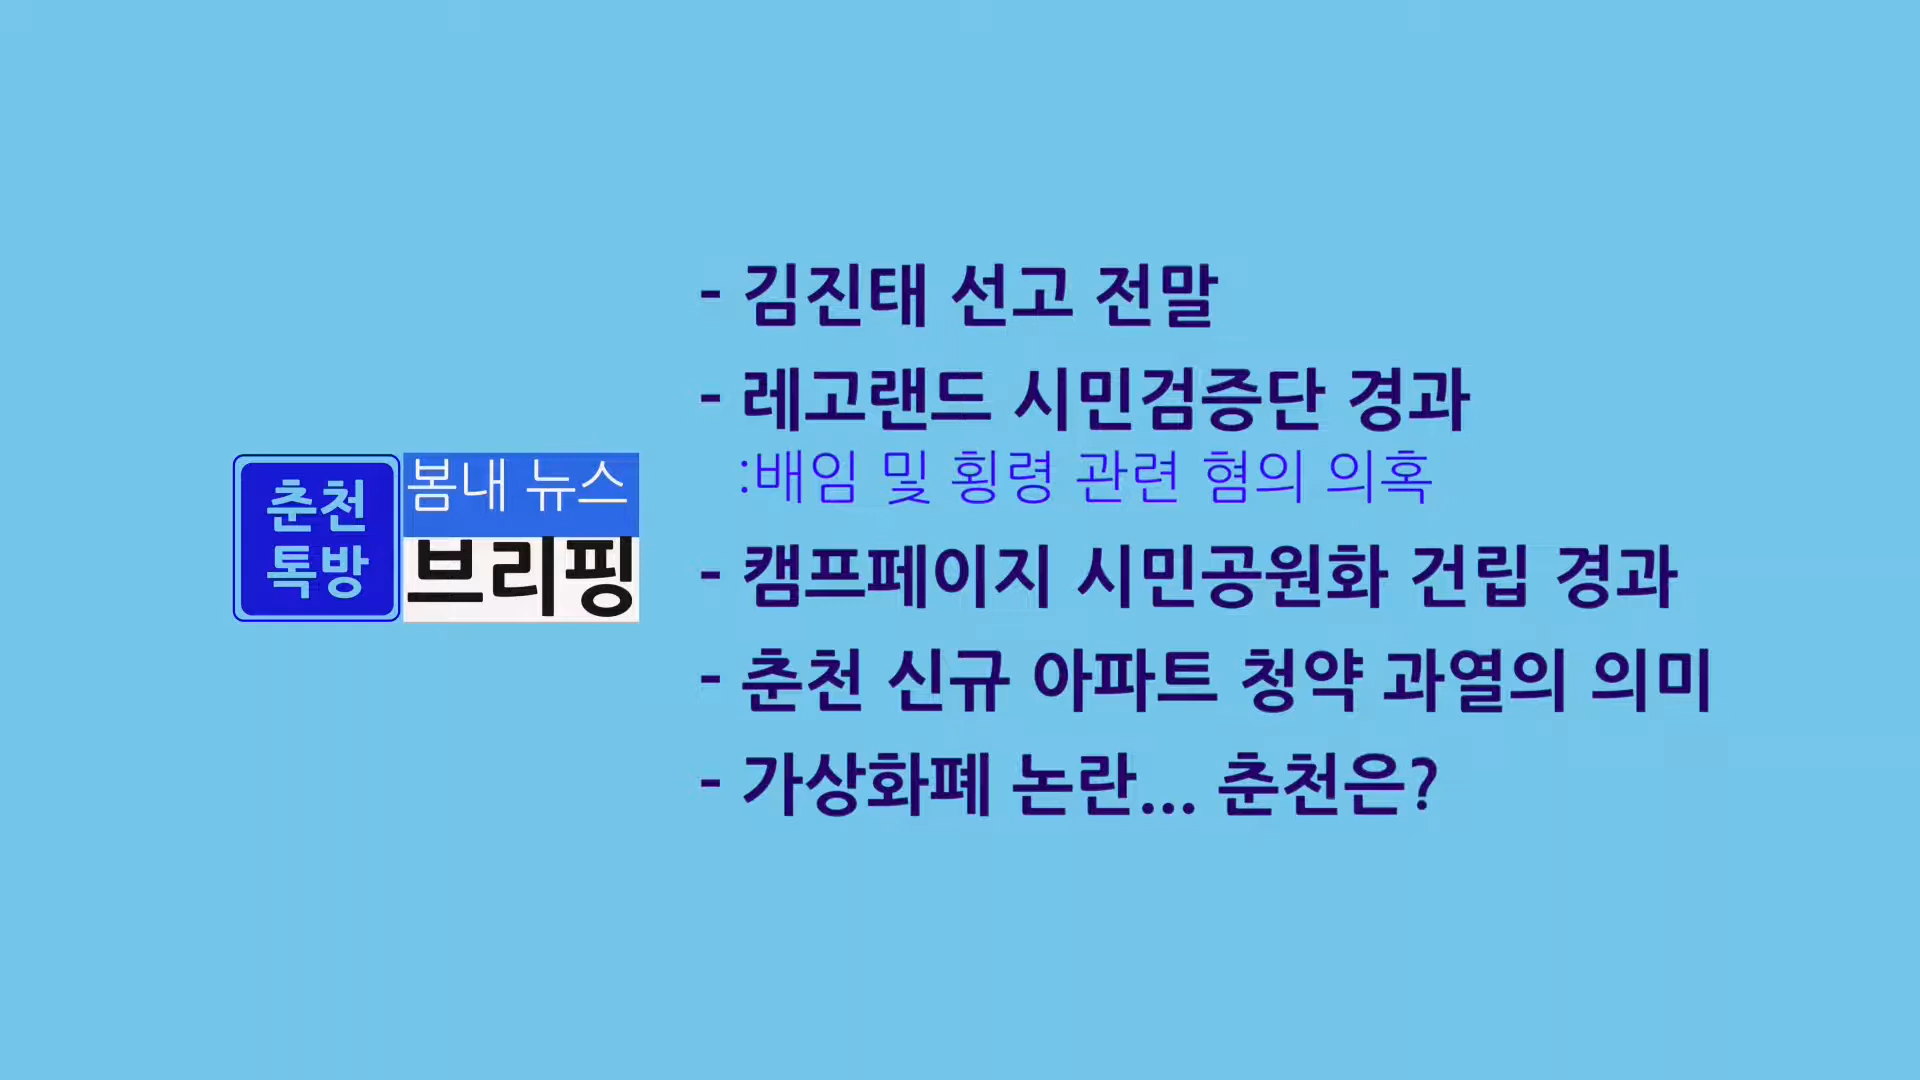 춘천
톡방
봄내 뉴스
브리핑
- 김진태 선고 전말
- 레고랜드 시민검증단 경과
:배임 및 횡령 관련 혐의 의혹
- 캠프페이지 시민공원화 건립 경과
- 춘천 신규 아파트 청약 과열의 의미
- 가상화폐 논란... 춘천은?